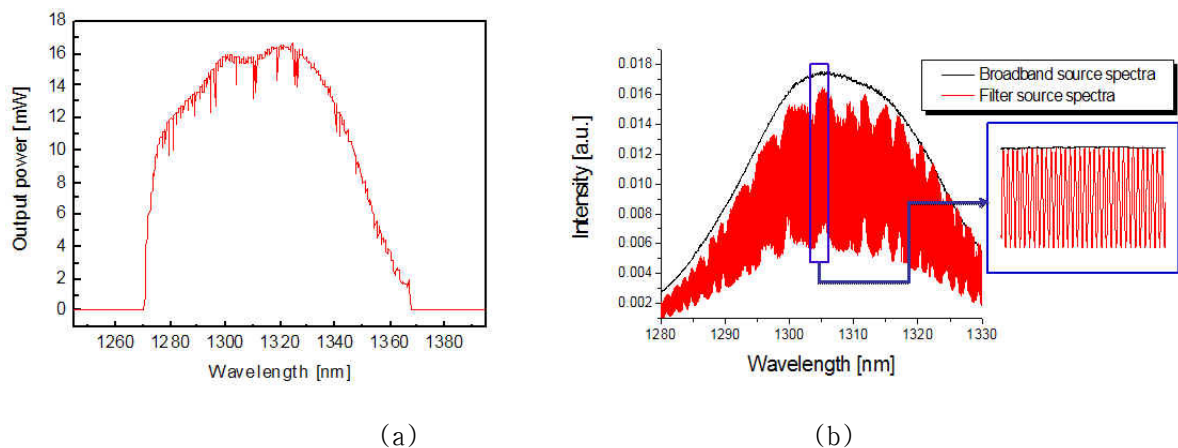 18
16
14
12
10
8
6
4
2
0
Output power [mW]
1260 1280 1300 1320 1340 1360 1380
Wavelength [nm]
(a)
0.018
0.016
0.014
0.012
0.010
0.008
0.006
0.004
0.002
Intensity [a.u.]
1280 1290 1300 1310 1320 1330
Wavelength [nm]
Broadband source spectra
Filter source spectra
(b)